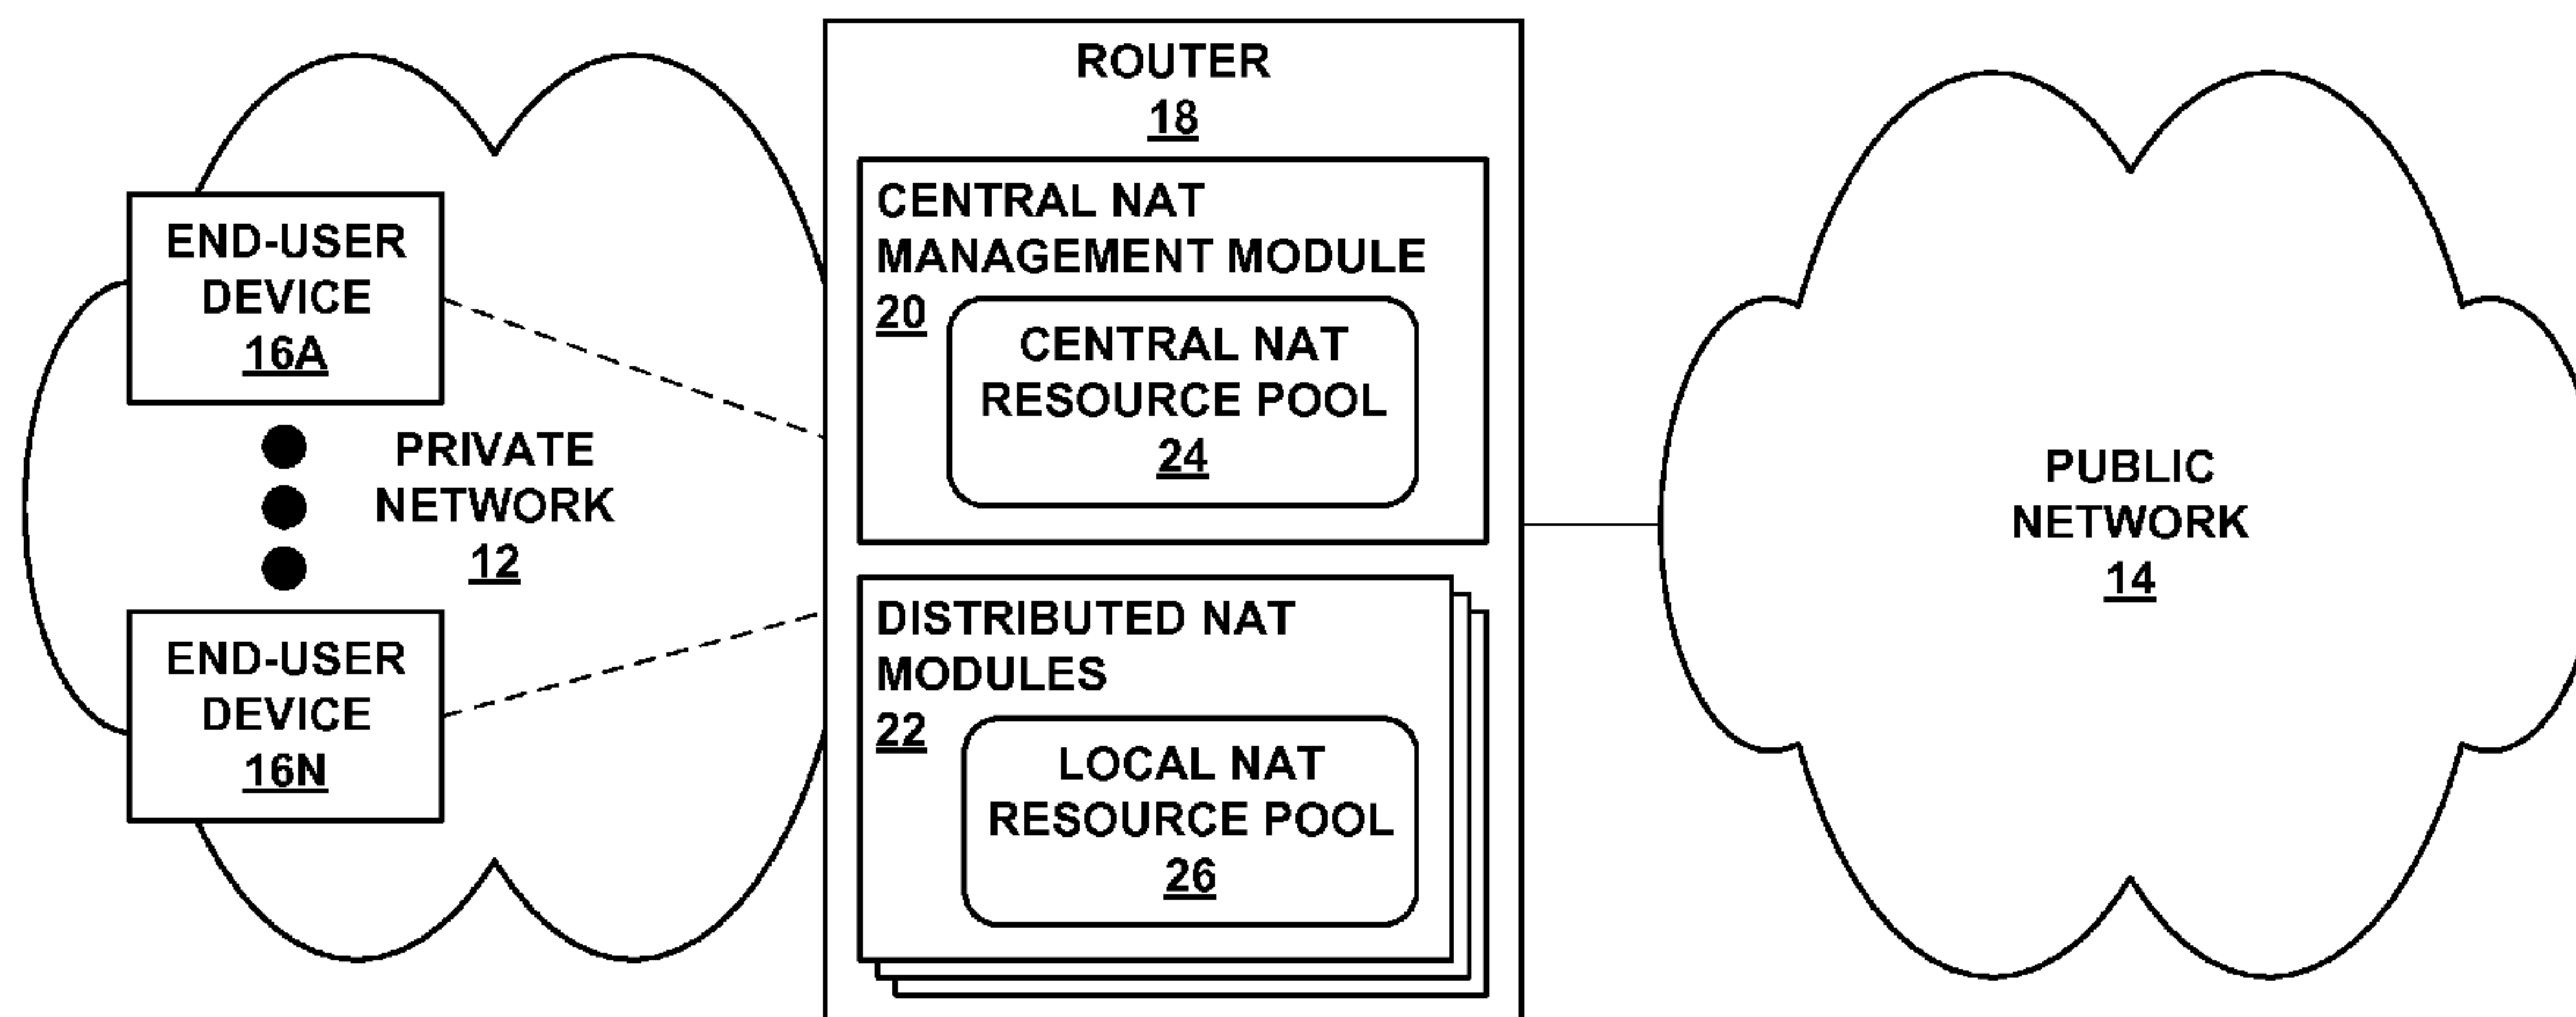 END-USER
DEVICE
16A
PRIVATE
NETWORK
12
END-USER
DEVICE
16N
ROUTER
18
CENTRAL NAT
MANAGEMENT MODULE
20
CENTRAL NAT
RESOURCE POOL
24
DISTRIBUTED NAT
MODULES
22
LOCAL NAT
RESOURCE POOL
26
PUBLIC
NETWORK
14